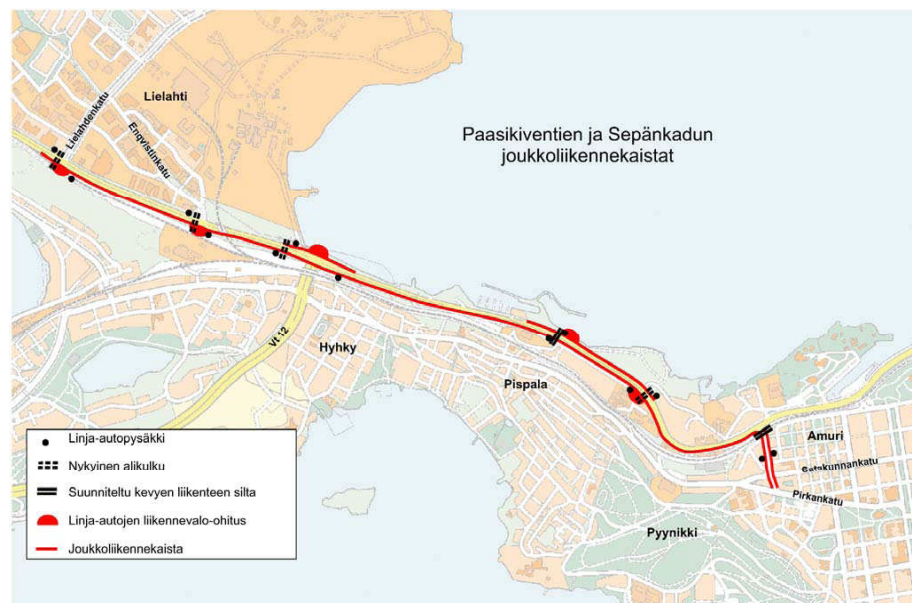 Lielahti
Lielahdenkatu
Enqvistinkatu
Paasikiventien ja Sepänkadun
joukkoliikennekaistat
Vt 12
Hyhky
Pispala
Amuri
Satakunnankatu
Pirkankatu
Pyynikki
Linja-autopysäkki
Nykyinen alikulku
Suunniteltu kevyen liikenteen silta
Linja-autojen liikennevalo-ohitus
Joukkoliikennekaista